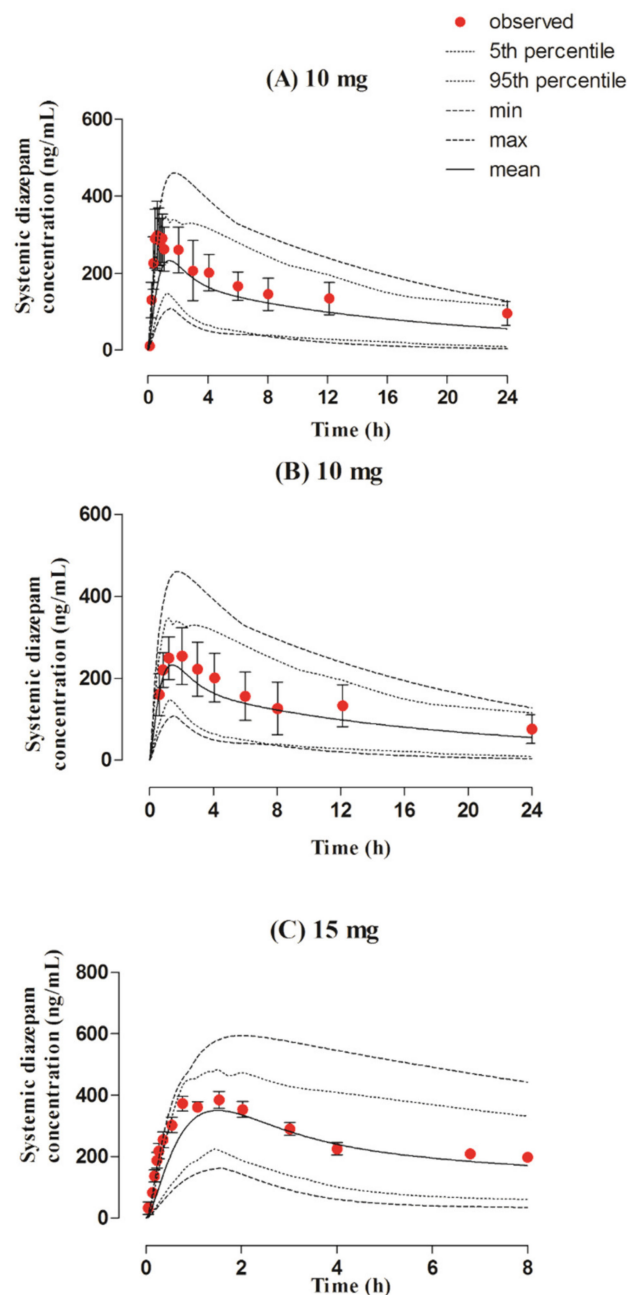 observed
5th percentile
95th percentile
min
max
mean
(A) 10 mg
Systemic diazepam
concentration (ng/mL)
600
400
200
0
0 4 8 12 16 20 24
Time (h)
(B) 10 mg
Systemic diazepam
concentration (ng/mL)
600
400
200
0
0 4 8 12 16 20 24
Time (h)
(C) 15 mg
Systemic diazepam
concentration (ng/mL)
800
600
400
200
0
0 2 4 6 8
Time (h)